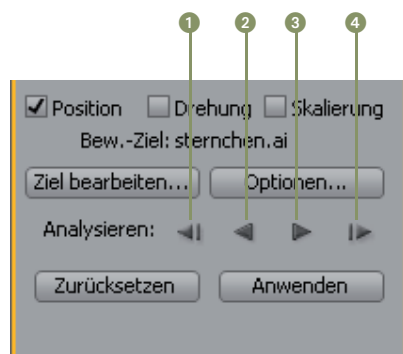 1 2 3 4
Position Drehung Skalierung
Bew.-Ziel: sternchen.ai
Ziel bearbeiten... Optionen...
Analysieren:
Zurücksetzen Anwenden